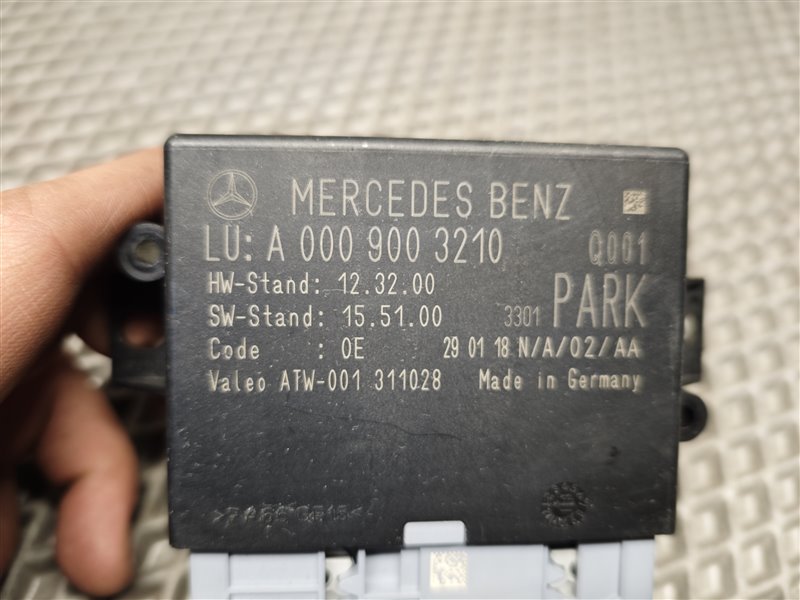 MERCEDES BENZ
LU: A 000 900 3210 Q001
HW-Stand: 12.32.00
SW-Stand: 15.51.00 3301 PARK
Code : 0E 29 01 18 N/A/02/AA
Valeo ATW-001 311028 Made in Germany